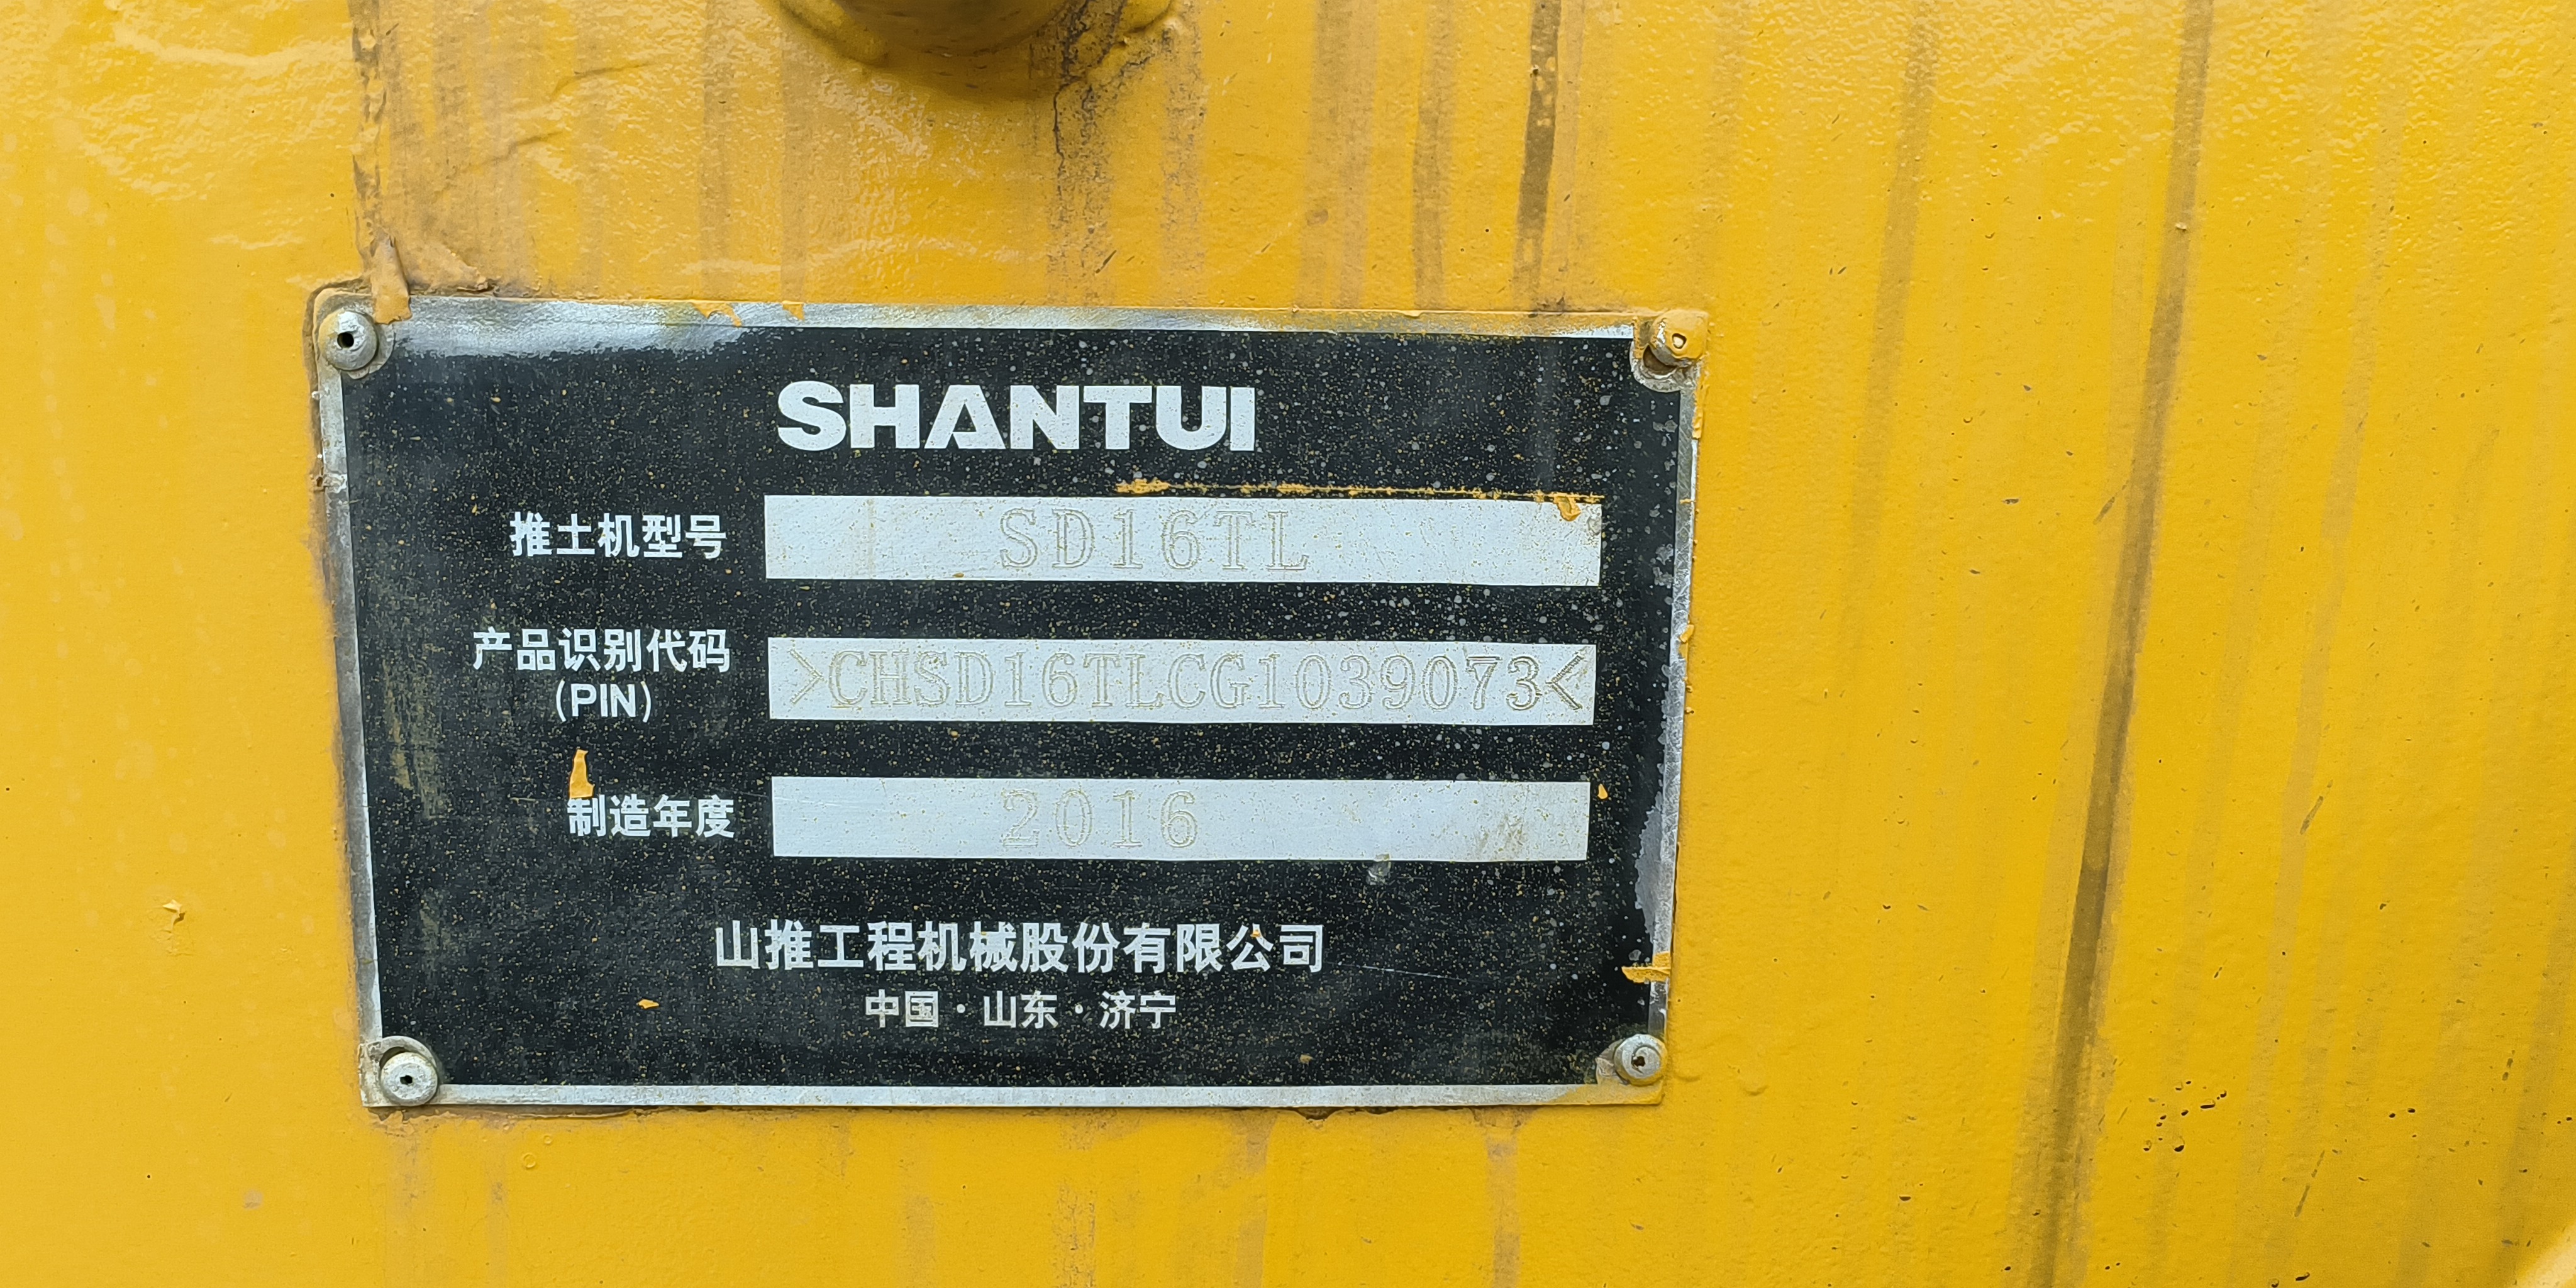 SHANTUI
推土机型号 SD16TL
产品识别代码 >CHSD16TLCG1039073<
(PIN)
制造年度 2016
山推工程机械股份有限公司
中国·山东·济宁